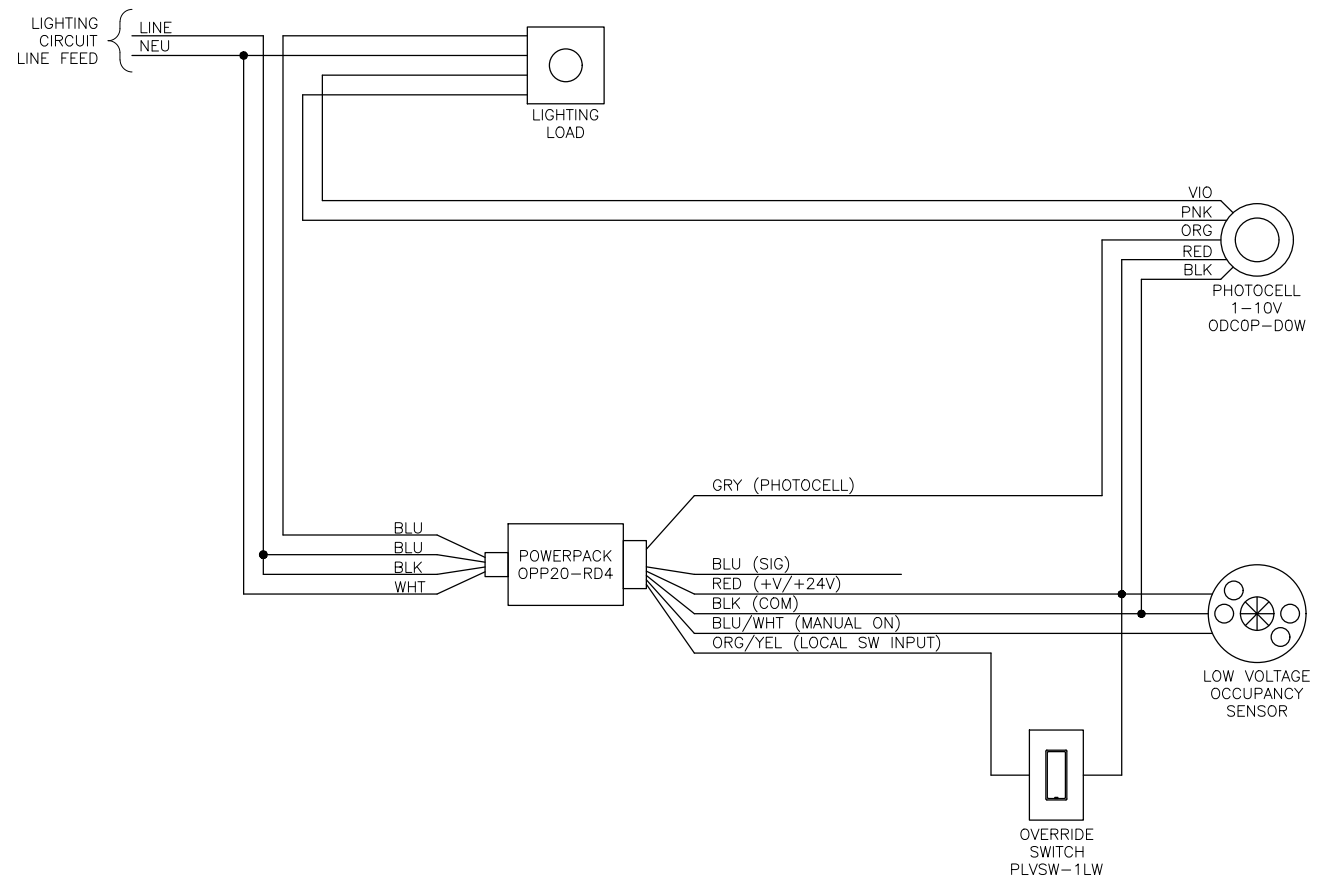 LIGHTING
CIRCUIT
LINE FEED
LINE
NEU
LIGHTING
LOAD
VIO
PNK
ORG
RED
BLK
PHOTOCELL
1-10V
ODC0P-D0W
GRY (PHOTOCELL)
BLU
BLU
BLK
WHT
POWERPACK
OPP20-RD4
BLU (SIG)
RED (+V/+24V)
BLK (COM)
BLU/WHT (MANUAL ON)
ORG/YEL (LOCAL SW INPUT)
LOW VOLTAGE
OCCUPANCY
SENSOR
OVERRIDE
SWITCH
PLVSW-1LW